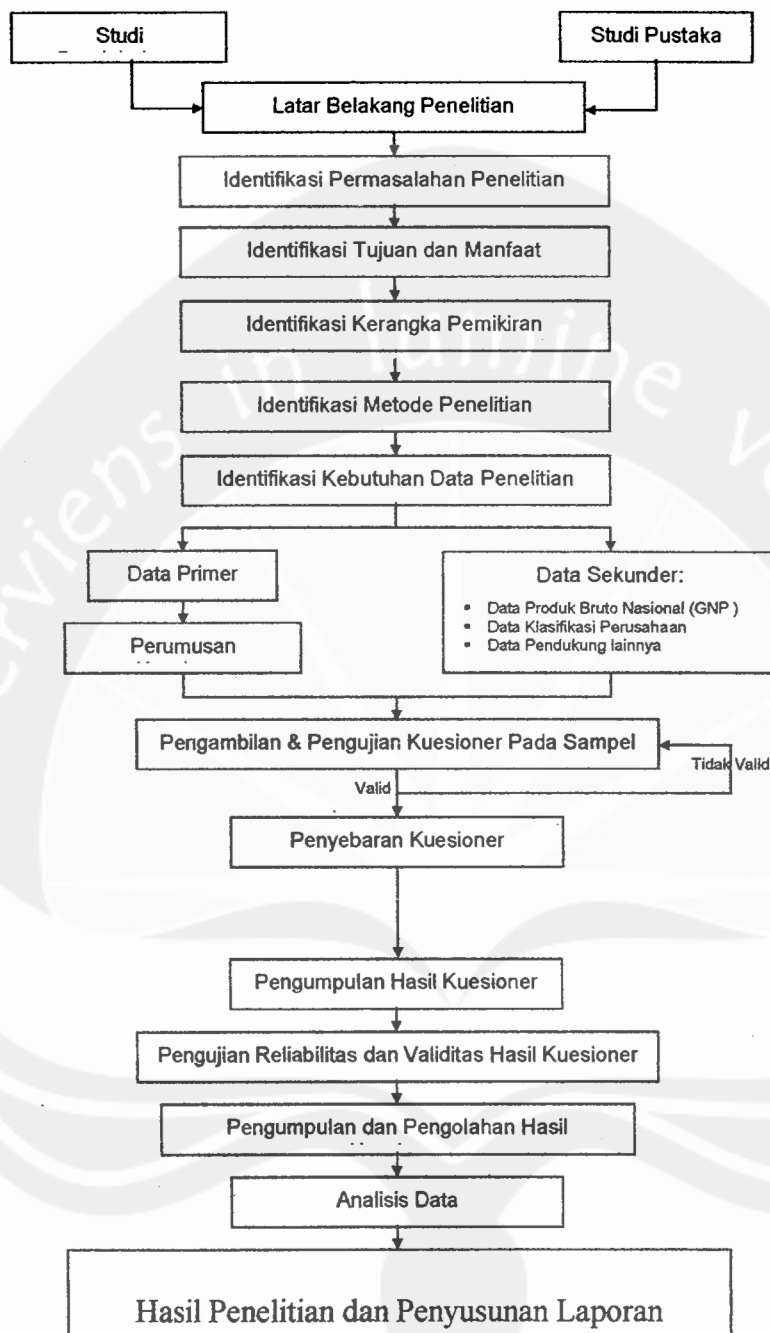 Studi
Studi Pustaka
Latar Belakang Penelitian
Identifikasi Permasalahan Penelitian
Identifikasi Tujuan dan Manfaat
Identifikasi Kerangka Pemikiran
Identifikasi Metode Penelitian
Identifikasi Kebutuhan Data Penelitian
Data Primer
Perumusan
Data Sekunder:
▪ Data Produk Bruto Nasional (GNP )
▪ Data Klasifikasi Perusahaan
▪ Data Pendukung lainnya
Pengambilan & Pengujian Kuesioner Pada Sampel
Tidak Valid
Valid
Penyebaran Kuesioner
Pengumpulan Hasil Kuesioner
Pengujian Reliabilitas dan Validitas Hasil Kuesioner
Pengumpulan dan Pengolahan Hasil
Analisis Data
Hasil Penelitian dan Penyusunan Laporan
in lumine